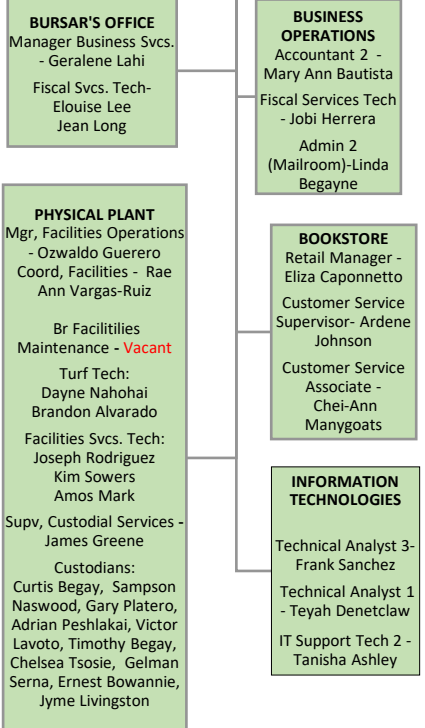 BURSAR'S OFFICE
Manager Business Svcs.
- Geralene Lahi
Fiscal Svcs. Tech-
Elouise Lee
Jean Long
BUSINESS
OPERATIONS
Accountant 2 -
Mary Ann Bautista
Fiscal Services Tech
- Jobi Herrera
Admin 2
(Mailroom)-Linda
Begayne
PHYSICAL PLANT
Mgr, Facilities Operations
- Ozwaldo Guerero
Coord, Facilities - Rae
Ann Vargas-Ruiz
Br Facilitilies
Maintenance - Vacant
Turf Tech:
Dayne Nahohai
Brandon Alvarado
Facilities Svcs. Tech:
Joseph Rodriguez
Kim Sowers
Amos Mark
Supv, Custodial Services -
James Greene
Custodians:
Curtis Begay, Sampson
Naswood, Gary Platero,
Adrian Peshlakai, Victor
Lavoto, Timothy Begay,
Chelsea Tsosie, Gelman
Serna, Ernest Bowannie,
Jyme Livingston
BOOKSTORE
Retail Manager -
Eliza Caponnetto
Customer Service
Supervisor- Ardene
Johnson
Customer Service
Associate -
Chei-Ann
Manygoats
INFORMATION
TECHNOLOGIES
Technical Analyst 3-
Frank Sanchez
Technical Analyst 1
- Teyah Denetclaw
IT Support Tech 2 -
Tanisha Ashley